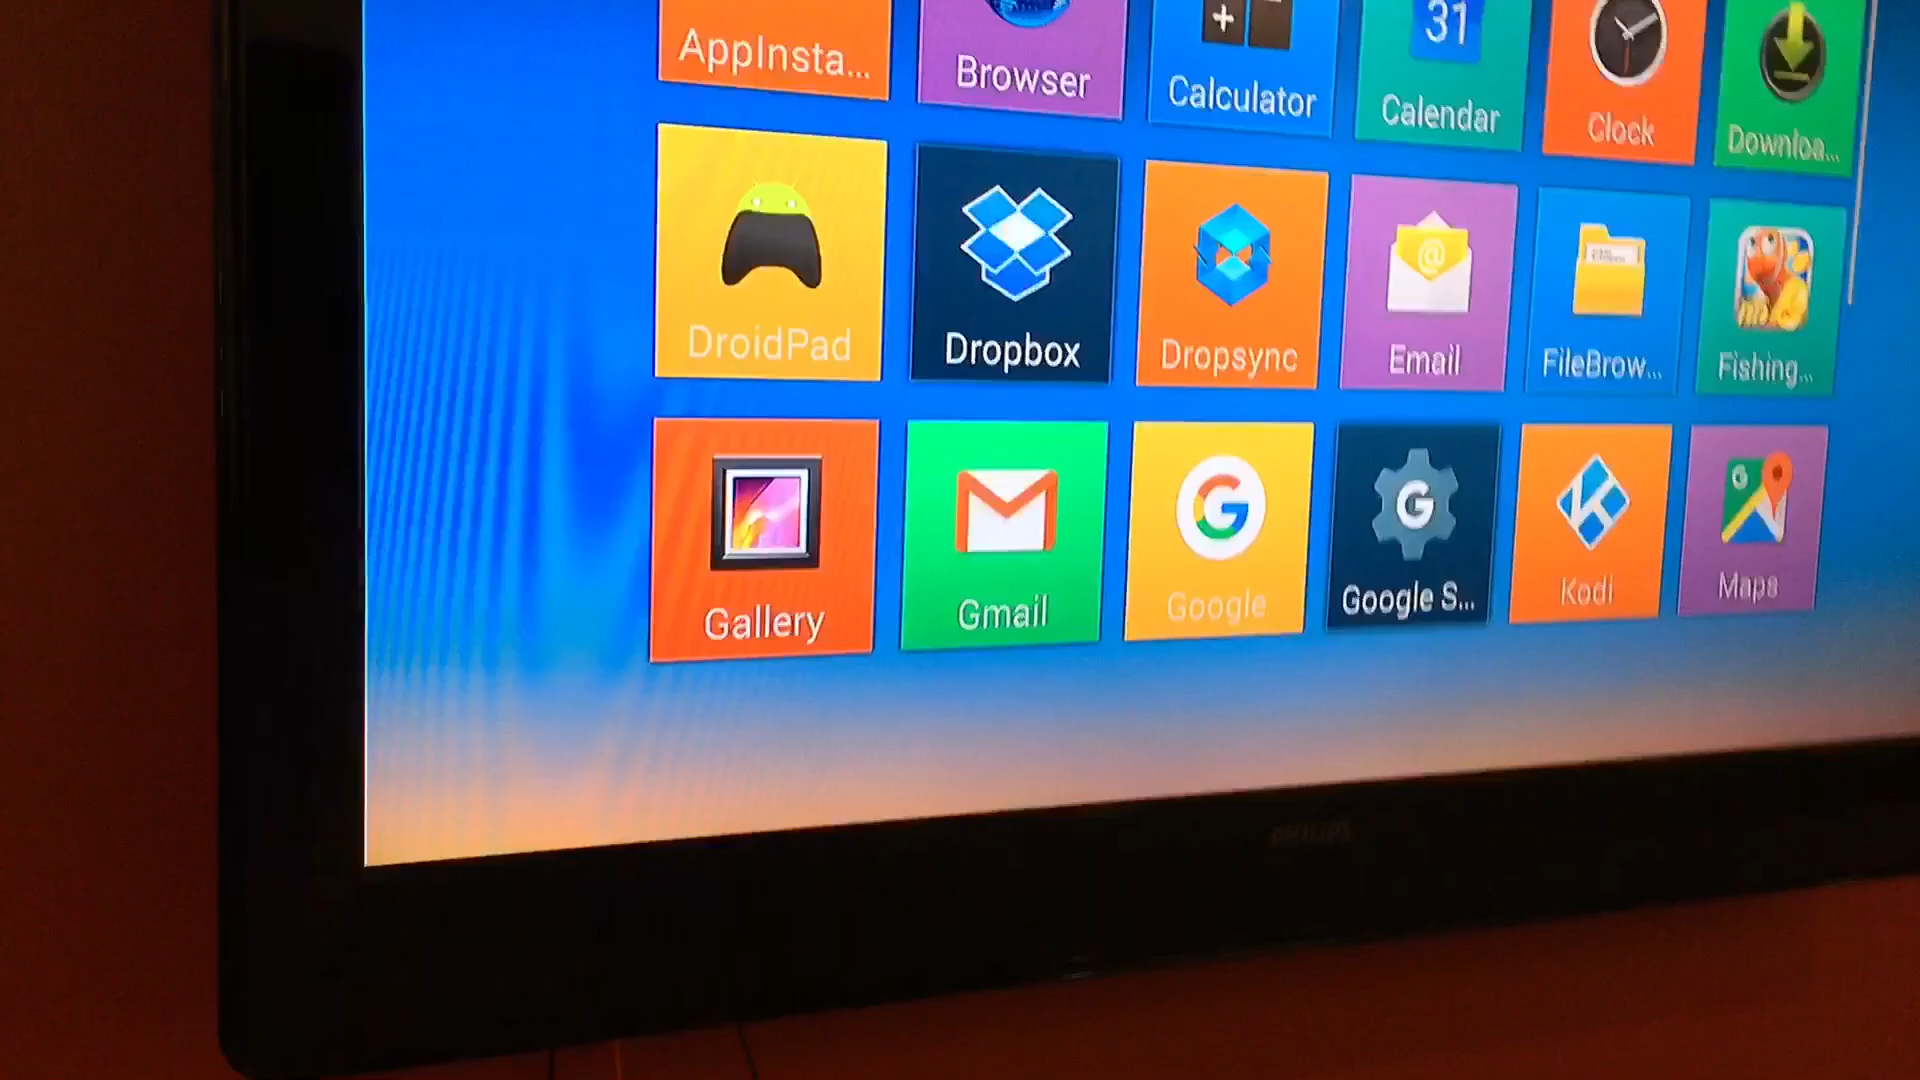 AppInsta...
Browser
Calculator
31
Calendar
Clock
Downloa...
DroidPad
Dropbox
Dropsync
@
Email
FileBrow...
Fishing...
Gallery
Gmail
Google
G
Google S...
Kodi
G
Maps
PHILIPS